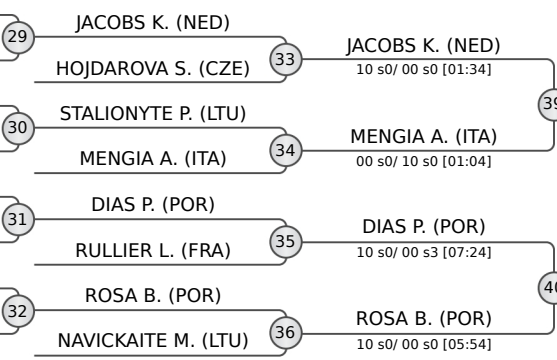 29
JACOBS K. (NED)
HOJDAROVA S. (CZE)
33
JACOBS K. (NED)
10 s0/ 00 s0 [01:34]
30
STALIONYTE P. (LTU)
MENGIA A. (ITA)
34
MENGIA A. (ITA)
00 s0/ 10 s0 [01:04]
39
31
DIAS P. (POR)
RULLIER L. (FRA)
35
DIAS P. (POR)
10 s0/ 00 s3 [07:24]
32
ROSA B. (POR)
NAVICKAITE M. (LTU)
36
ROSA B. (POR)
10 s0/ 00 s0 [05:54]
40